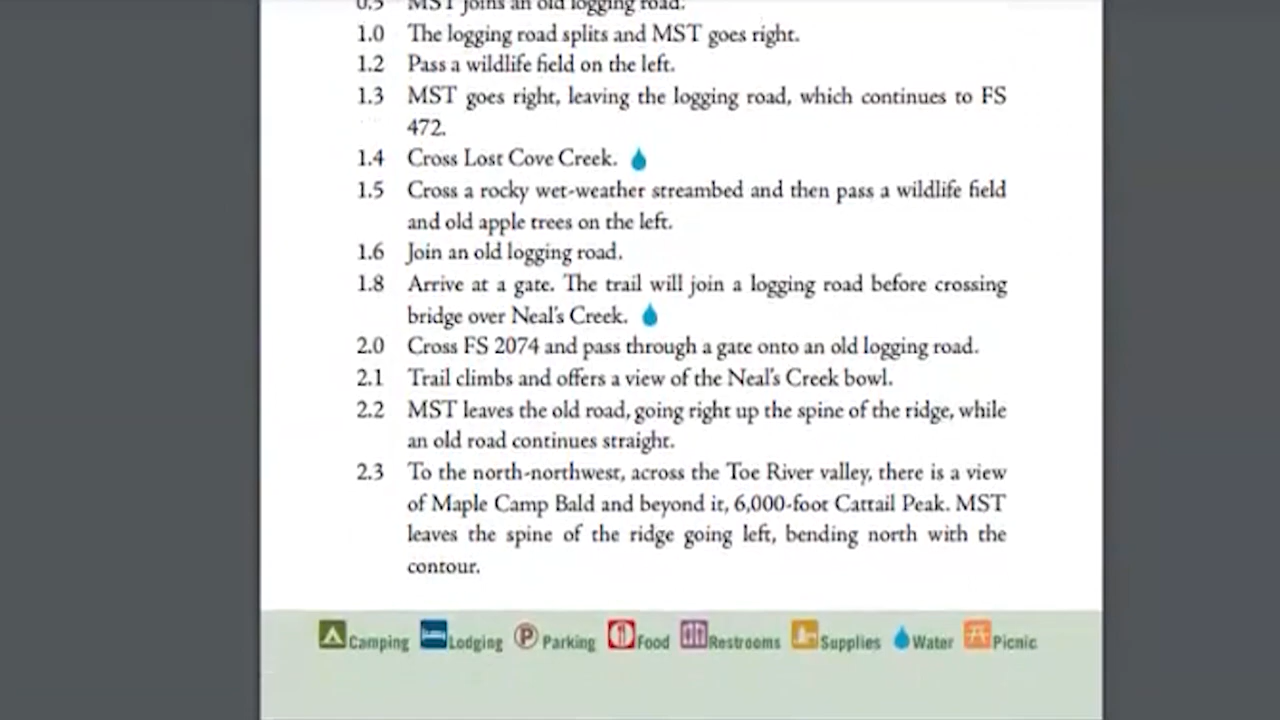 0.5 MST joins an old logging road.
1.0 The logging road splits and MST goes right.
1.2 Pass a wildlife field on the left.
1.3 MST goes right, leaving the logging road, which continues to FS
472.
1.4 Cross Lost Cove Creek.
1.5 Cross a rocky wet-weather streambed and then pass a wildlife field
and old apple trees on the left.
1.6 Join an old logging road.
1.8 Arrive at a gate. The trail will join a logging road before crossing
bridge over Neal's Creek.
2.0 Cross FS 2074 and pass through a gate onto an old logging road.
2.1 Trail climbs and offers a view of the Neal's Creek bowl.
2.2 MST leaves the old road, going right up the spine of the ridge, while
an old road continues straight.
2.3 To the north-northwest, across the Toe River valley, there is a view
of Maple Camp Bald and beyond it, 6,000-foot Cattail Peak. MST
leaves the spine of the ridge going left, bending north with the
contour.
Camping Lodging P Parking Food Restrooms Supplies Water Picnic